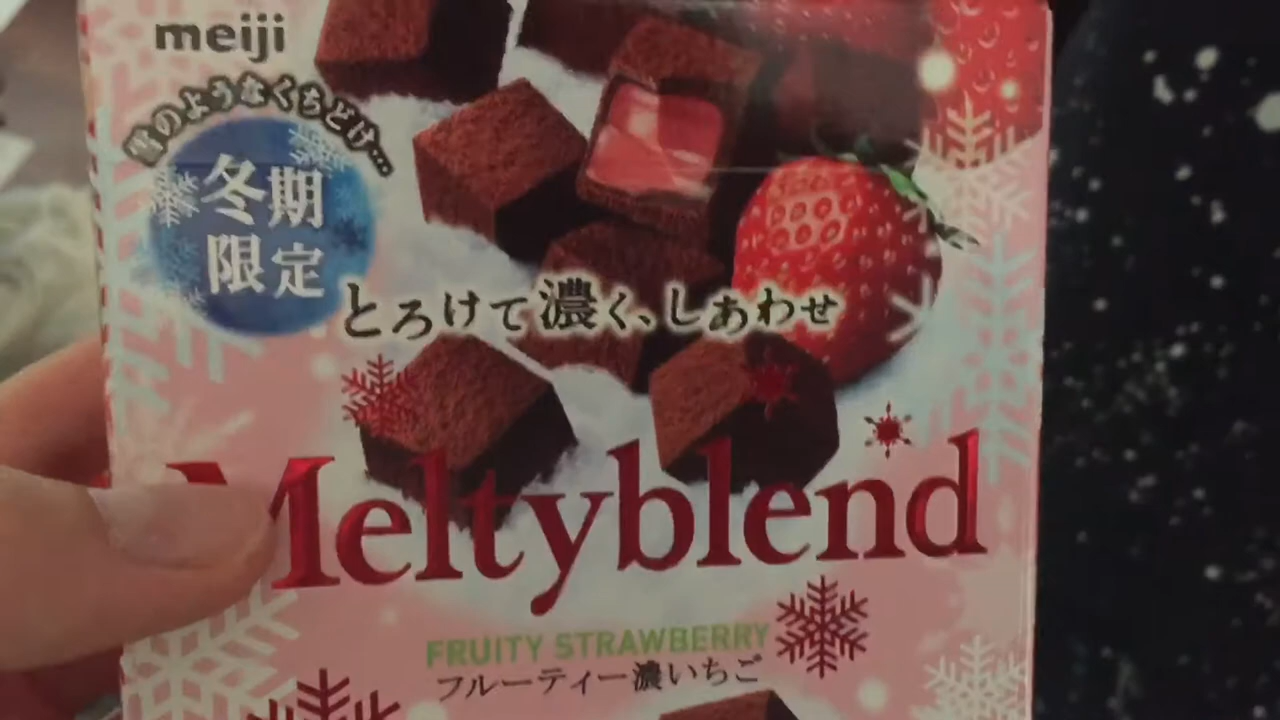 meiji
雪のようなくちどけ…
冬期
限定
とろけて濃く、しあわせ
Meltyblend
FRUITY STRAWBERRY
フルーティー濃いちご